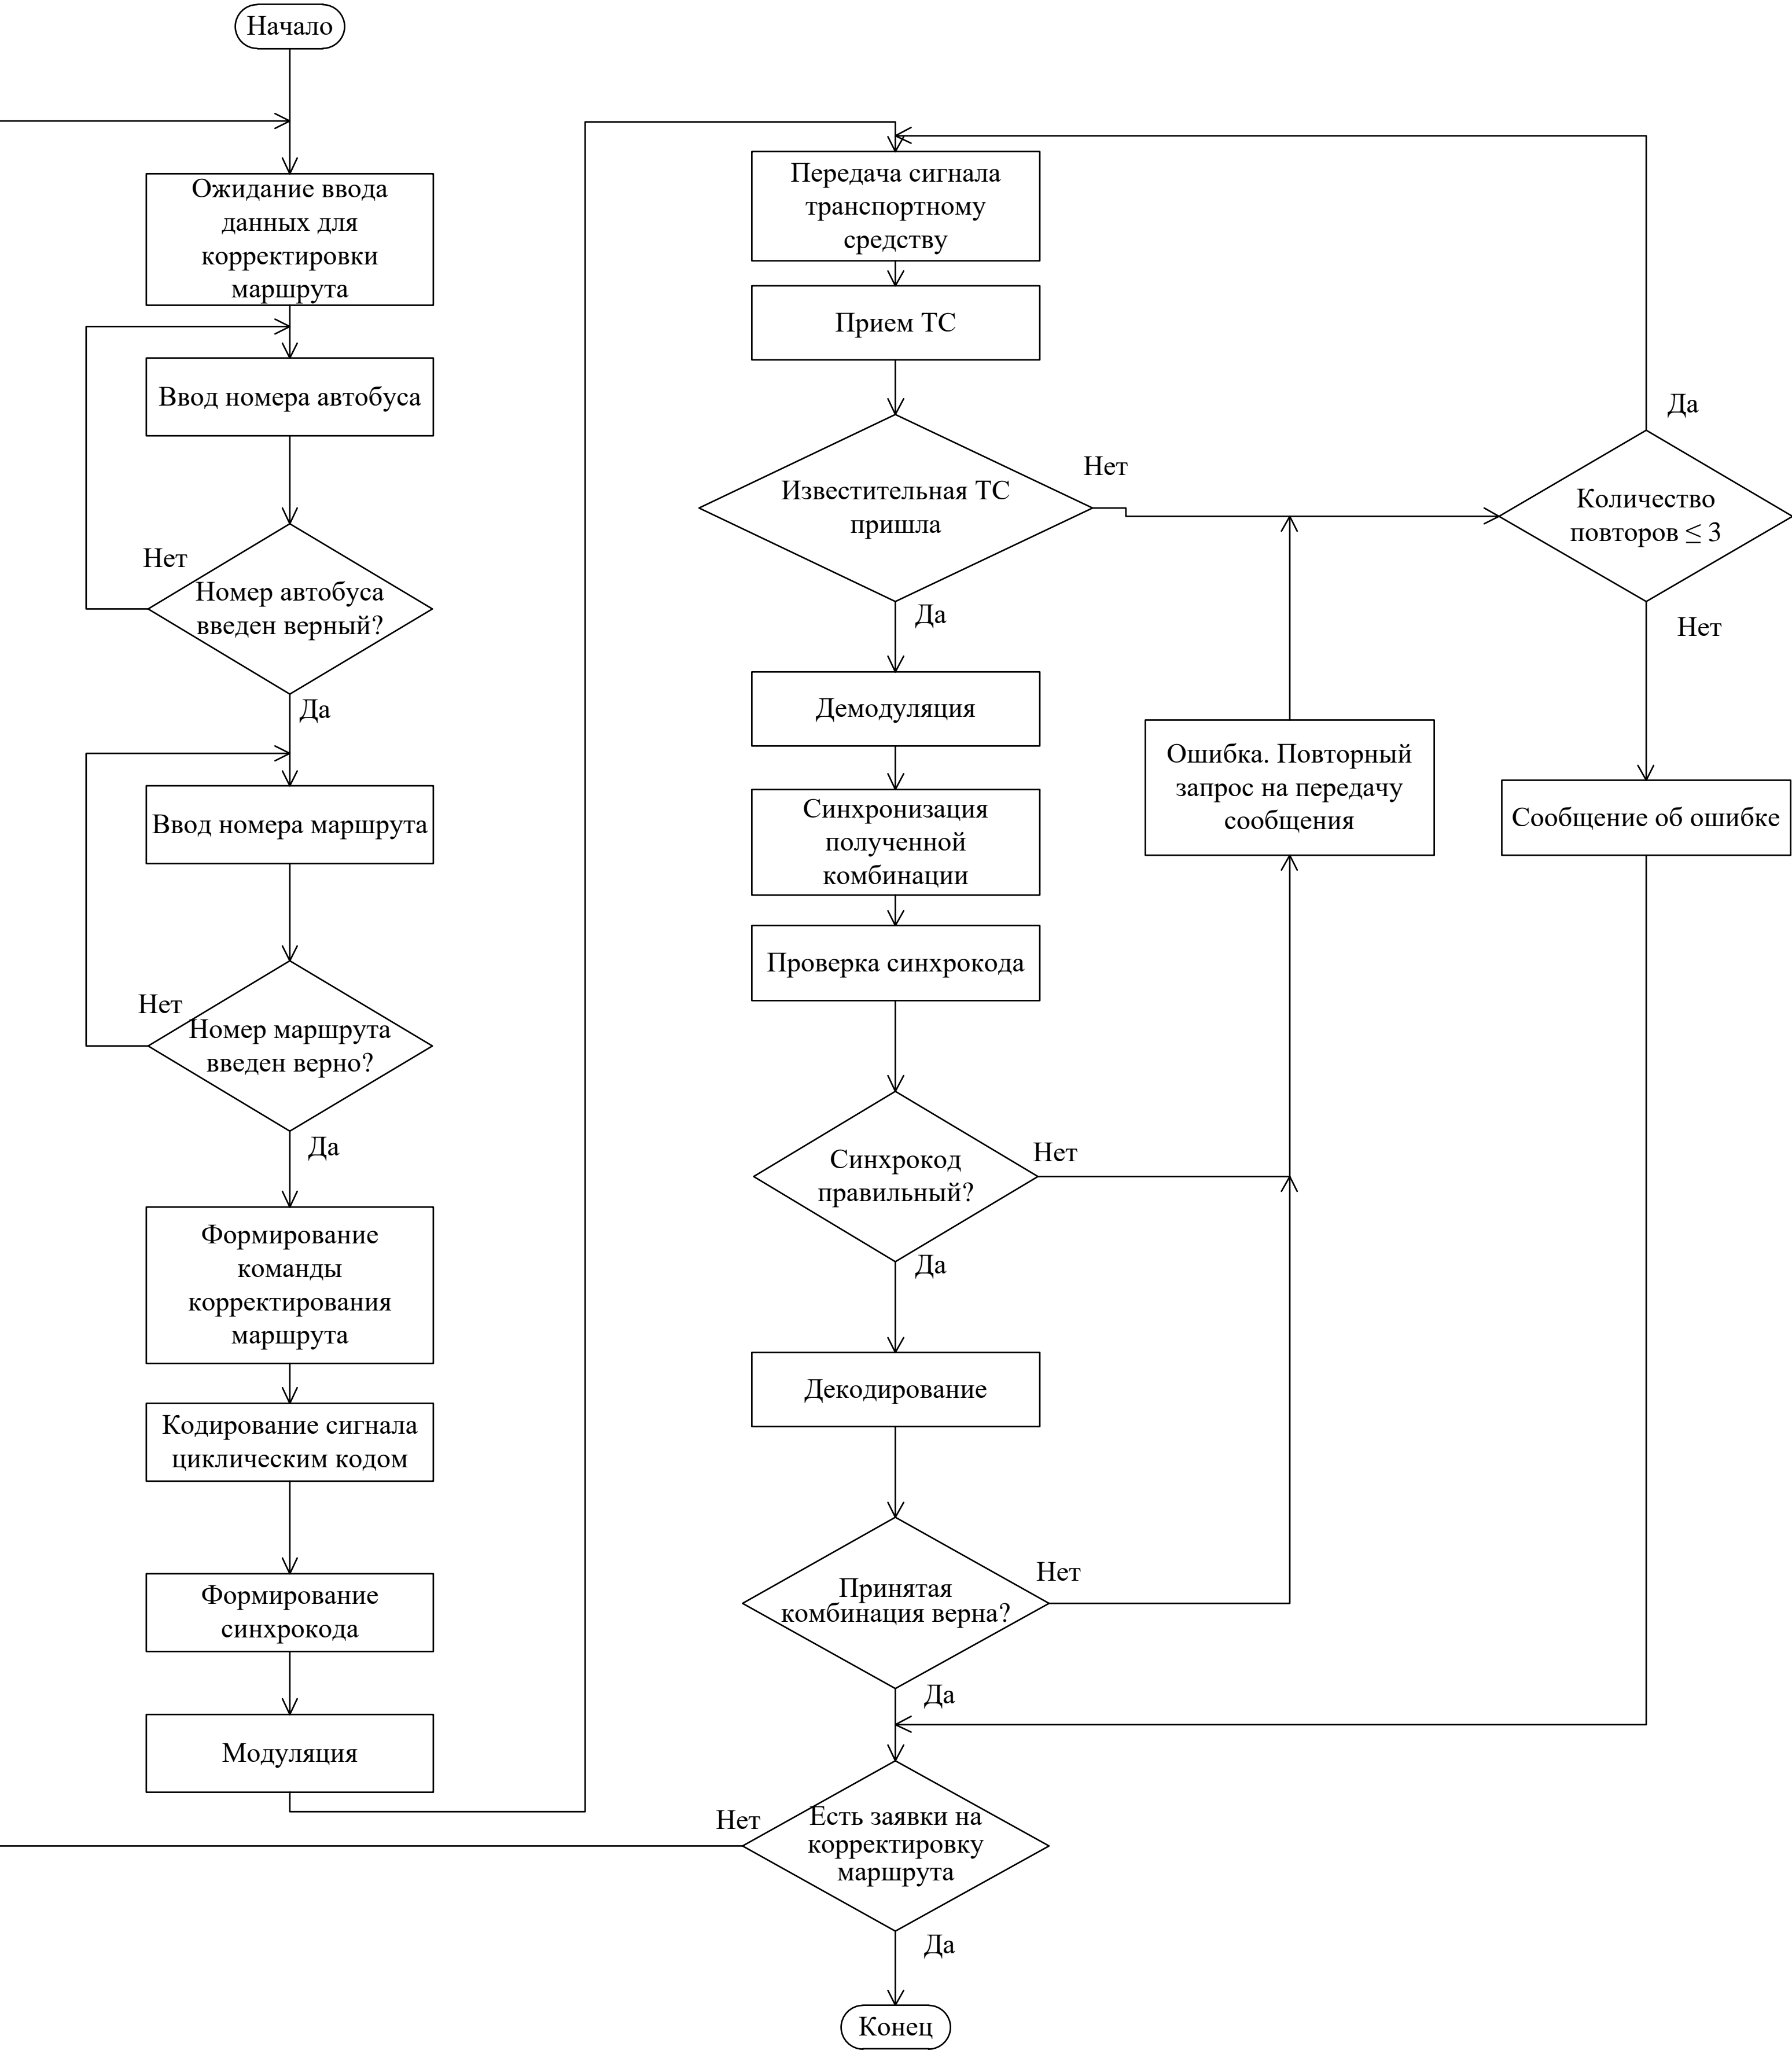 Начало
Ожидание ввода
данных для
корректировки
маршрута
Ввод номера автобуса
Нет
Номер автобуса
введен верный?
Да
Ввод номера маршрута
Нет
Номер маршрута
введен верно?
Да
Формирование
команды
корректирования
маршрута
Кодирование сигнала
циклическим кодом
Формирование
синхрокода
Модуляция
Передача сигнала
транспортному
средству
Прием ТС
Известительная ТС
пришла
Нет
Да
Демодуляция
Синхронизация
полученной
комбинации
Проверка синхрокода
Синхрокод
правильный?
Нет
Да
Декодирование
Принятая
комбинация верна?
Нет
Да
Есть заявки на
корректировку
маршрута
Нет
Да
Конец
Ошибка. Повторный
запрос на передачу
сообщения
Да
Количество
повторов ≤ 3
Нет
Сообщение об ошибке